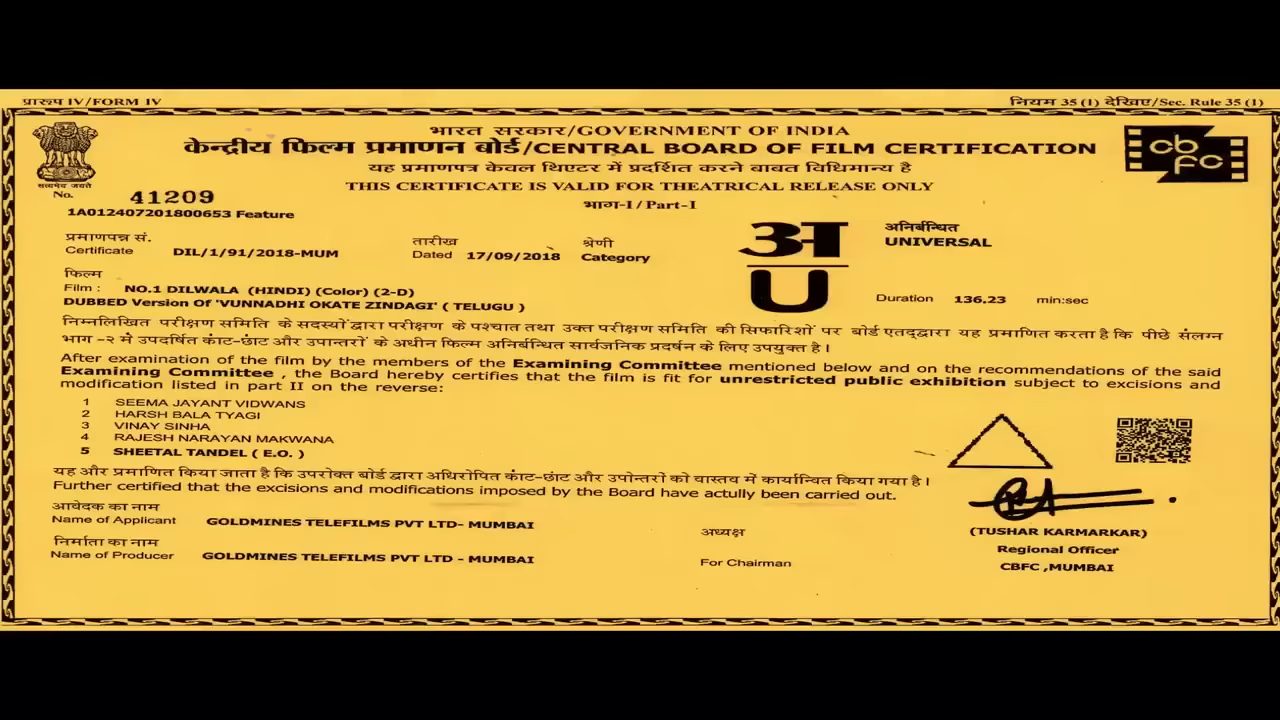 प्रारूप IV/FORM IV
नियम 35 (1) देखिए/Sec. Rule 35 (1)
भारत सरकार/GOVERNMENT OF INDIA
केन्द्रीय फिल्म प्रमाणन बोर्ड/CENTRAL BOARD OF FILM CERTIFICATION
यह प्रमाणपत्र केवल थिएटर में प्रदर्शित करने बाबत विधिमान्य है
THIS CERTIFICATE IS VALID FOR THEATRICAL RELEASE ONLY
भाग-I / Part-I
cb
fc
सत्यमेव जयते
No. 41209
1A012407201800653 Feature
प्रमाणपत्र सं.
Certificate DIL/1/91/2018-MUM
तारीख
Dated 17/09/2018
श्रेणी
Category
अ
U
अनिर्बन्धित
UNIVERSAL
Duration 136.23 min:sec
फिल्म
Film : NO.1 DILWALA (HINDI) (Color) (2-D)
DUBBED Version Of 'VUNNADHI OKATE ZINDAGI' ( TELUGU )
निम्नलिखित परीक्षण समिति के सदस्यों द्वारा परीक्षण के पश्चात तथा उक्त परीक्षण समिति की सिफारिशों पर बोर्ड एतद्द्वारा यह प्रमाणित करता है कि पीछे संलग्न
भाग -२ में उपदर्षित कांट-छांट और उपान्तरों के अधीन फिल्म अनिर्बन्धित सार्वजनिक प्रदर्शन के लिए उपयुक्त है।
After examination of the film by the members of the Examining Committee mentioned below and on the recommendations of the said
Examining Committee , the Board hereby certifies that the film is fit for unrestricted public exhibition subject to excisions and
modification listed in part II on the reverse:
1 SEEMA JAYANT VIDWANS
2 HARSH BALA TYAGI
3 VINAY SINHA
4 RAJESH NARAYAN MAKWANA
5 SHEETAL TANDEL ( E.O. )
यह और प्रमाणित किया जाता है कि उपरोक्त बोर्ड द्वारा अधिरोपित कांट-छांट और उपोन्तरों को वास्तव में कार्यान्वित किया गया है।
Further certified that the excisions and modifications imposed by the Board have actully been carried out.
आवेदक का नाम
Name of Applicant GOLDMINES TELEFILMS PVT LTD- MUMBAI
निर्माता का नाम
Name of Producer GOLDMINES TELEFILMS PVT LTD - MUMBAI
अध्यक्ष
For Chairman
(TUSHAR KARMARKAR)
Regional Officer
CBFC ,MUMBAI